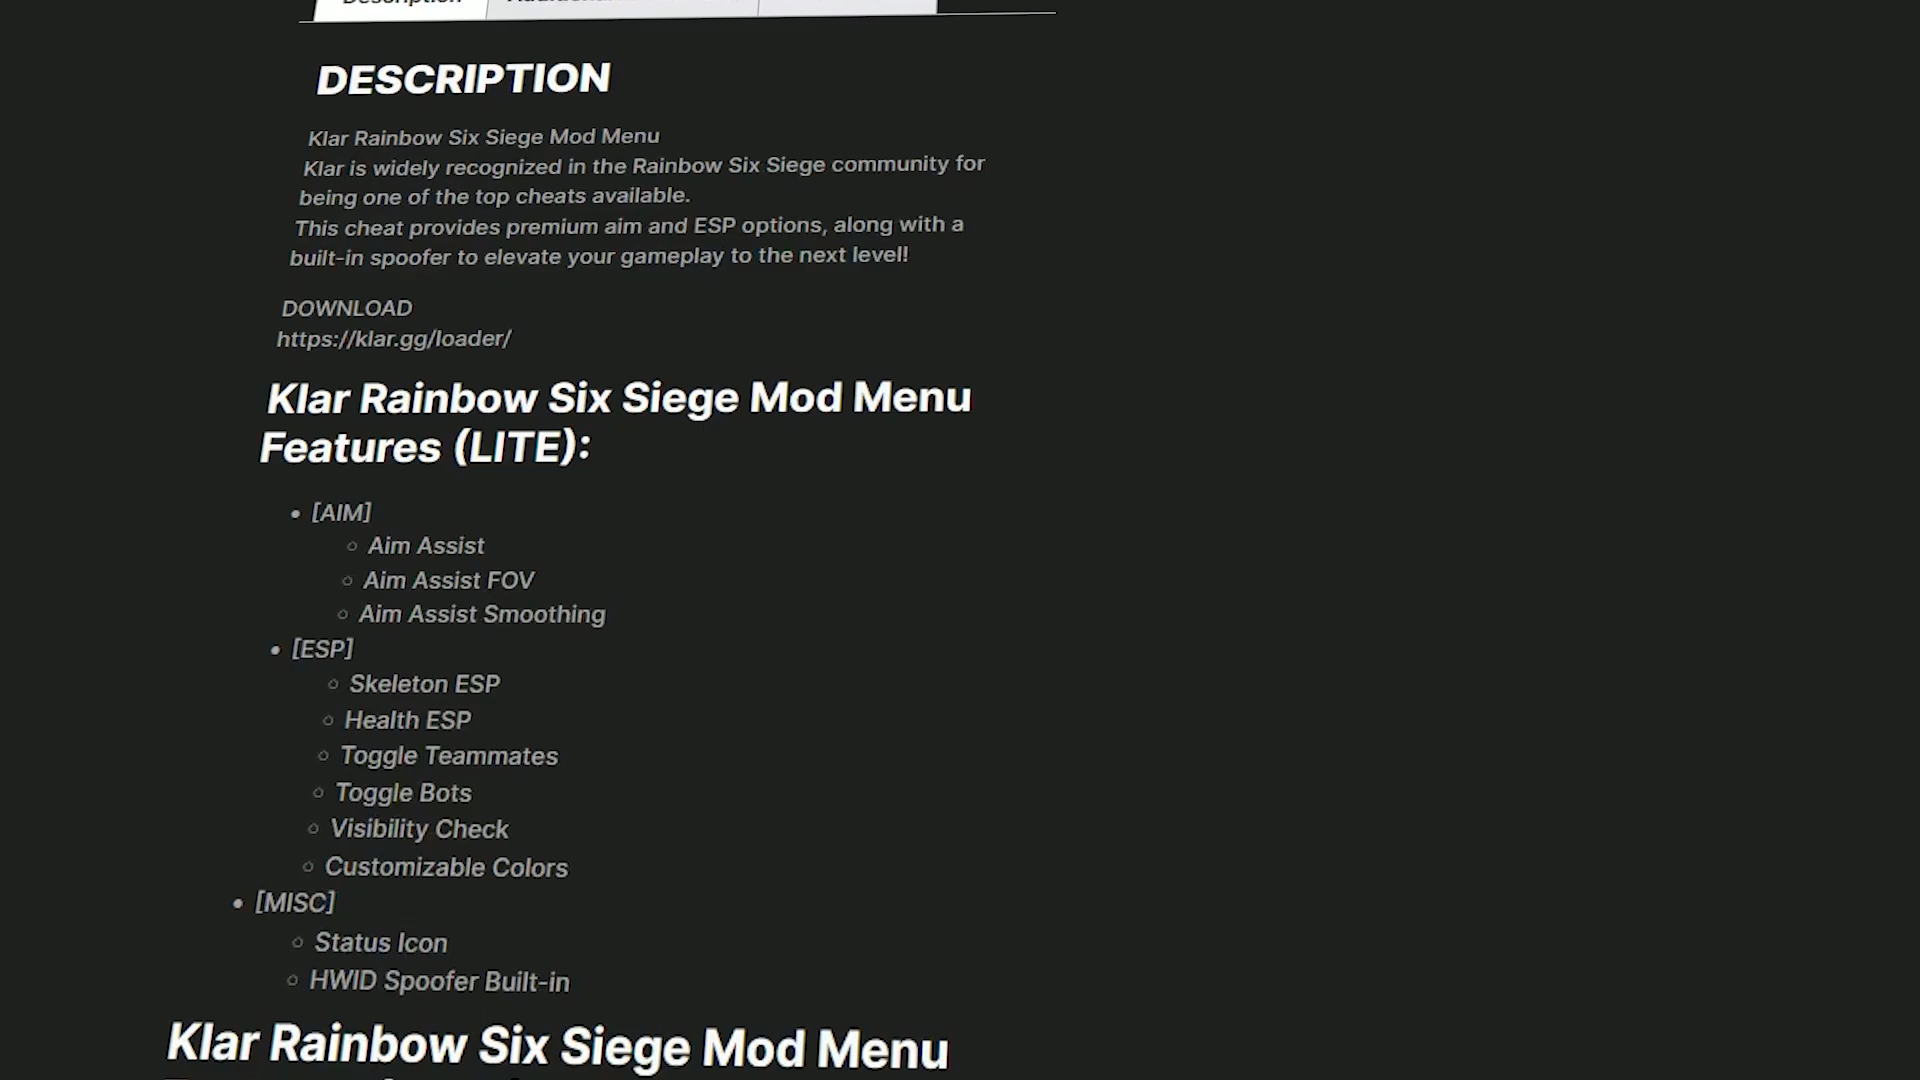 Description
DESCRIPTION
Klar Rainbow Six Siege Mod Menu
Klar is widely recognized in the Rainbow Six Siege community for
being one of the top cheats available.
This cheat provides premium aim and ESP options, along with a
built-in spoofer to elevate your gameplay to the next level!
DOWNLOAD
https://klar.gg/loader/
Klar Rainbow Six Siege Mod Menu
Features (LITE):
• [AIM]
○ Aim Assist
○ Aim Assist FOV
○ Aim Assist Smoothing
• [ESP]
○ Skeleton ESP
○ Health ESP
○ Toggle Teammates
○ Toggle Bots
○ Visibility Check
○ Customizable Colors
• [MISC]
○ Status Icon
○ HWID Spoofer Built-in
Klar Rainbow Six Siege Mod Menu